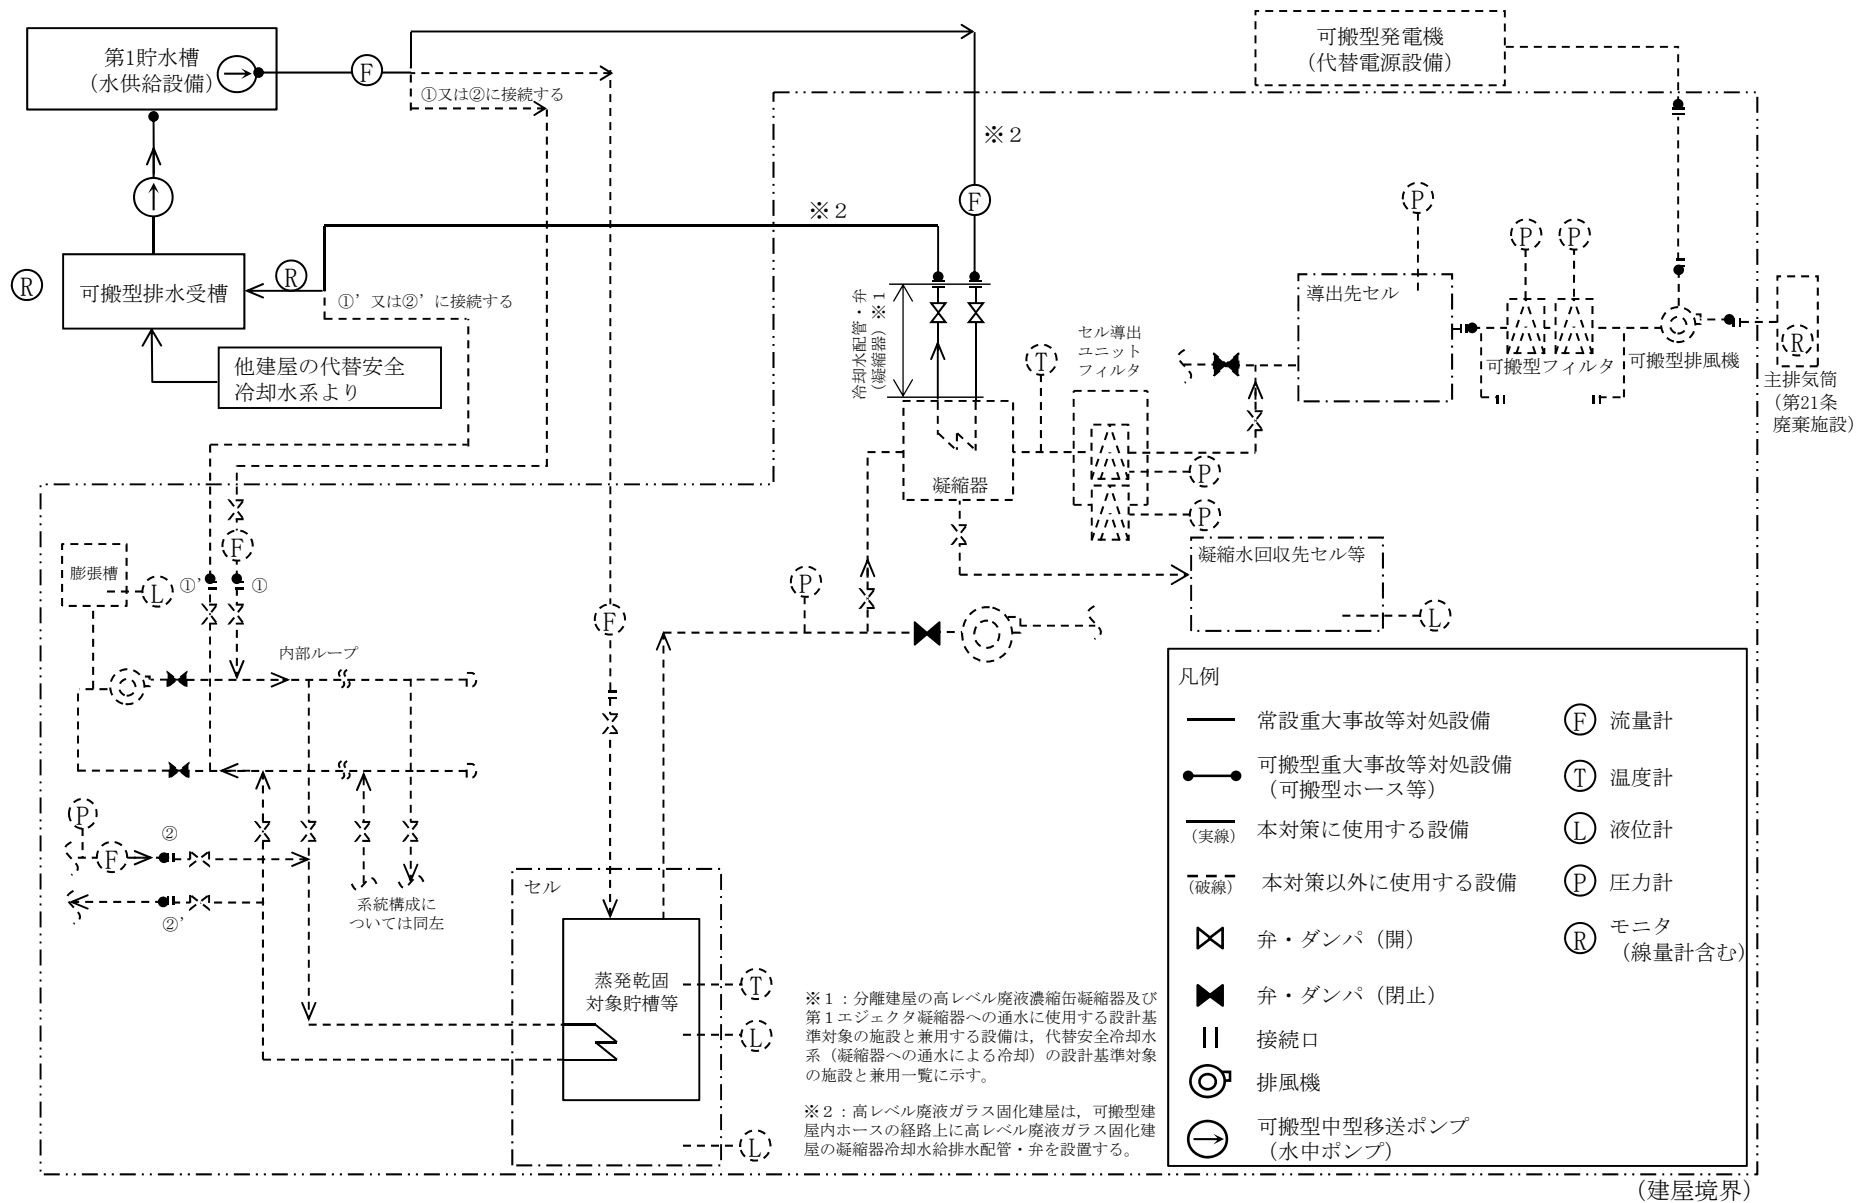 第1貯水槽
（水供給設備）
F
①又は②に接続する
可搬型発電機
（代替電源設備）
※２
F
※２
P
P
P
R
可搬型排水受槽
R
①’又は②’に接続する
他建屋の代替安全
冷却水系より
冷却水配管・弁
（凝縮器）※１
セル導出
ユニット
フィルタ
T
凝縮器
P
P
導出先セル
可搬型フィルタ
可搬型排風機
R
主排気筒
（第21条
廃棄施設）
凝縮水回収先セル等
L
P
F
膨張槽
L
①’
F
①
内部ループ
P
F
②
②’
系統構成に
ついては同左
F
セル
蒸発乾固
対象貯槽等
T
L
L
※１：分離建屋の高レベル廃液濃縮缶凝縮器及び
第１エジェクタ凝縮器への通水に使用する設計基
準対象の施設と兼用する設備は，代替安全冷却水
系（凝縮器への通水による冷却）の設計基準対象
の施設と兼用一覧に示す。
※２：高レベル廃液ガラス固化建屋は，可搬型建
屋内ホースの経路上に高レベル廃液ガラス固化建
屋の凝縮器冷却水給排水配管・弁を設置する。
凡例
常設重大事故等対処設備
可搬型重大事故等対処設備
（可搬型ホース等）
（実線）
本対策に使用する設備
（破線）
本対策以外に使用する設備
弁・ダンパ（開）
弁・ダンパ（閉止）
接続口
排風機
可搬型中型移送ポンプ
（水中ポンプ）
F 流量計
T 温度計
L 液位計
P 圧力計
R モニタ
（線量計含む）
（建屋境界）